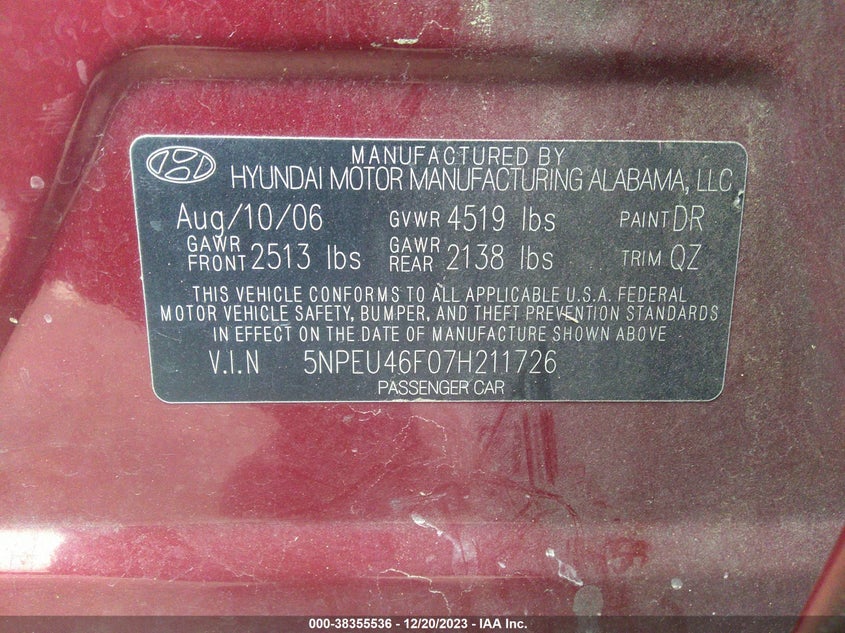 MANUFACTURED BY
HYUNDAI MOTOR MANUFACTURING ALABAMA, LLC
Aug/10/06 GVWR 4519 lbs PAINT DR
GAWR FRONT 2513 lbs GAWR REAR 2138 lbs TRIM QZ
THIS VEHICLE CONFORMS TO ALL APPLICABLE U.S.A. FEDERAL
MOTOR VEHICLE SAFETY, BUMPER, AND THEFT PREVENTION STANDARDS
IN EFFECT ON THE DATE OF MANUFACTURE SHOWN ABOVE
V.I.N 5NPEU46F07H211726
PASSENGER CAR
000-38355536 - 12/20/2023 - IAA Inc.